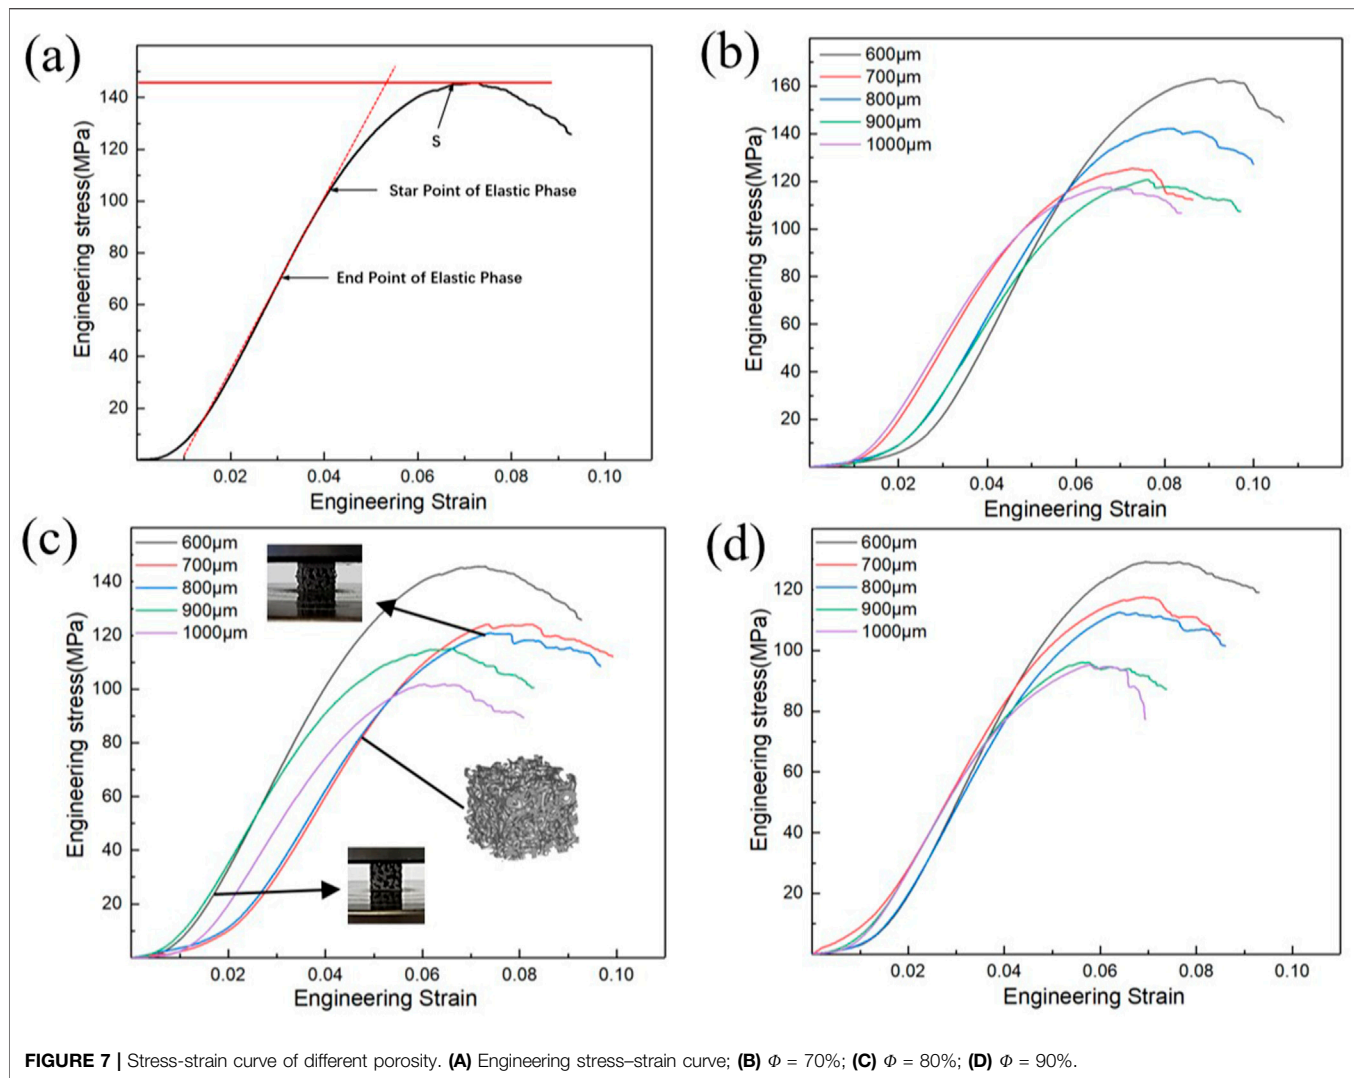 (a)
Engineering stress(MPa)
140
120
100
80
60
40
20
S
Star Point of Elastic Phase
End Point of Elastic Phase
0.02 0.04 0.06 0.08 0.10
Engineering Strain
(b)
Engineering stress(MPa)
160
140
120
100
80
60
40
20
600μm
700μm
800μm
900μm
1000μm
0.02 0.04 0.06 0.08 0.10
Engineering Strain
(c)
Engineering stress(MPa)
140
120
100
80
60
40
20
600μm
700μm
800μm
900μm
1000μm
0.02 0.04 0.06 0.08 0.10
Engineering Strain
(d)
Engineering stress(MPa)
120
100
80
60
40
20
600μm
700μm
800μm
900μm
1000μm
0.02 0.04 0.06 0.08 0.10
Engineering Strain
FIGURE 7 | Stress-strain curve of different porosity. (A) Engineering stress–strain curve; (B) Φ = 70%; (C) Φ = 80%; (D) Φ = 90%.